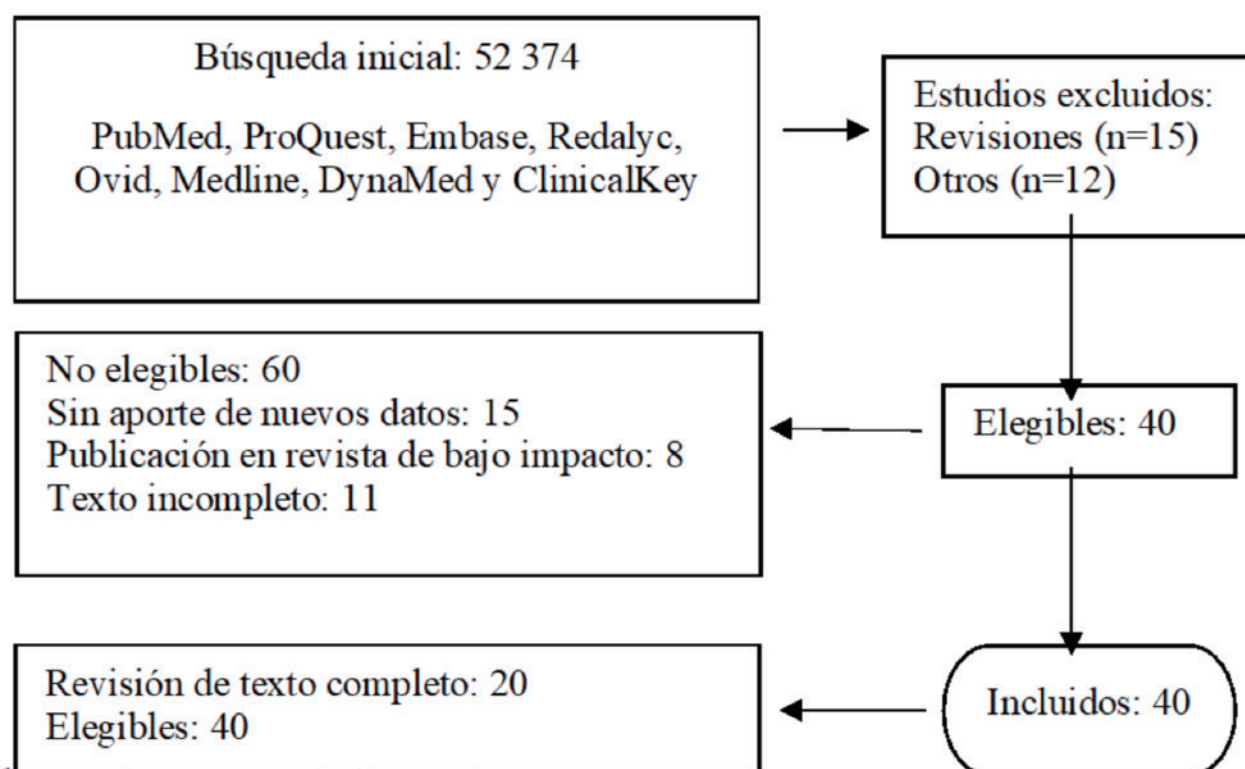 Búsqueda inicial: 52 374
PubMed, ProQuest, Embase, Redalyc,
Ovid, Medline, DynaMed y ClinicalKey
Estudios excluidos:
Revisiones (n=15)
Otros (n=12)
No elegibles: 60
Sin aporte de nuevos datos: 15
Publicación en revista de bajo impacto: 8
Texto incompleto: 11
Elegibles: 40
Revisión de texto completo: 20
Elegibles: 40
Incluidos: 40